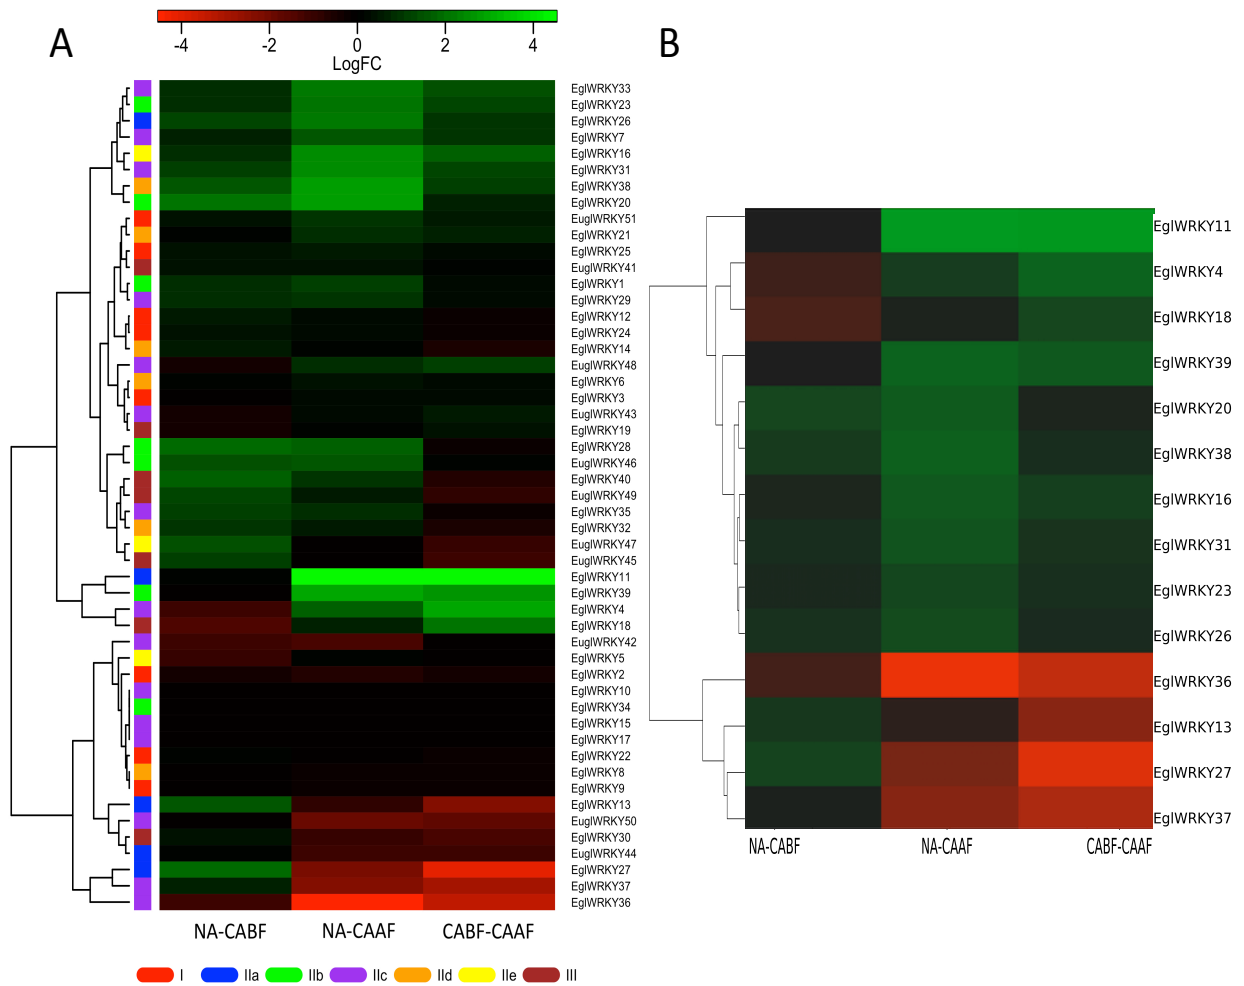 A
B
-4 -2 0 2 4
LogFC
EglWRKY33
EglWRKY23
EglWRKY26
EglWRKY7
EglWRKY16
EglWRKY31
EglWRKY38
EglWRKY20
EuglWRKY51
EglWRKY21
EglWRKY25
EuglWRKY41
EglWRKY1
EglWRKY29
EglWRKY12
EglWRKY24
EglWRKY14
EuglWRKY48
EglWRKY6
EglWRKY3
EuglWRKY43
EglWRKY19
EglWRKY28
EuglWRKY46
EglWRKY40
EuglWRKY49
EglWRKY35
EglWRKY32
EuglWRKY47
EuglWRKY45
EglWRKY11
EglWRKY39
EglWRKY4
EglWRKY18
EuglWRKY42
EglWRKY5
EglWRKY2
EglWRKY10
EglWRKY34
EglWRKY15
EglWRKY17
EglWRKY22
EglWRKY8
EglWRKY9
EglWRKY13
EuglWRKY50
EglWRKY30
EuglWRKY44
EglWRKY27
EglWRKY37
EglWRKY36
NA-CABF NA-CAAF CABF-CAAF
I IIa IIb IIc IId IIe III
EglWRKY11
EglWRKY4
EglWRKY18
EglWRKY39
EglWRKY20
EglWRKY38
EglWRKY16
EglWRKY31
EglWRKY23
EglWRKY26
EglWRKY36
EglWRKY13
EglWRKY27
EglWRKY37
NA-CABF NA-CAAF CABF-CAAF